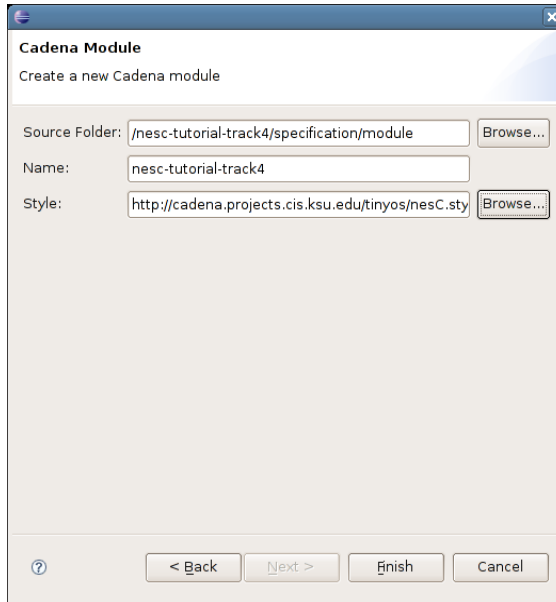 Cadena Module
Create a new Cadena module
Source Folder: /nesc-tutorial-track4/specification/module Browse...
Name: nesc-tutorial-track4
Style: http://cadena.projects.cis.ksu.edu/tinyos/nesC.sty Browse...
? < Back Next > Finish Cancel